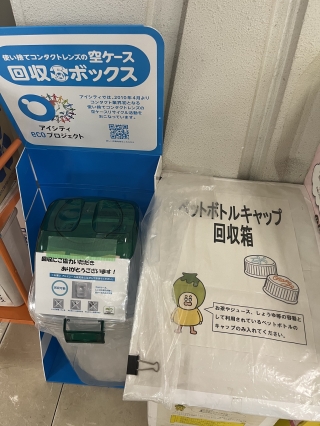 使い捨てコンタクトレンズの空ケース
回収ボックス
アイシティでは、2010年4月より
コンタクト業界初となる
使い捨てコンタクトレンズの
空ケースリサイクル活動を
おこなっています。
アイシティ
ecoプロジェクト
回収にご協力いただき
ありがとうございます!
ペットボトルキャップ
回収箱
お茶やジュース、しょうゆ等の容器と
して利用されているペットボトルの
キャップのみ入れてください。